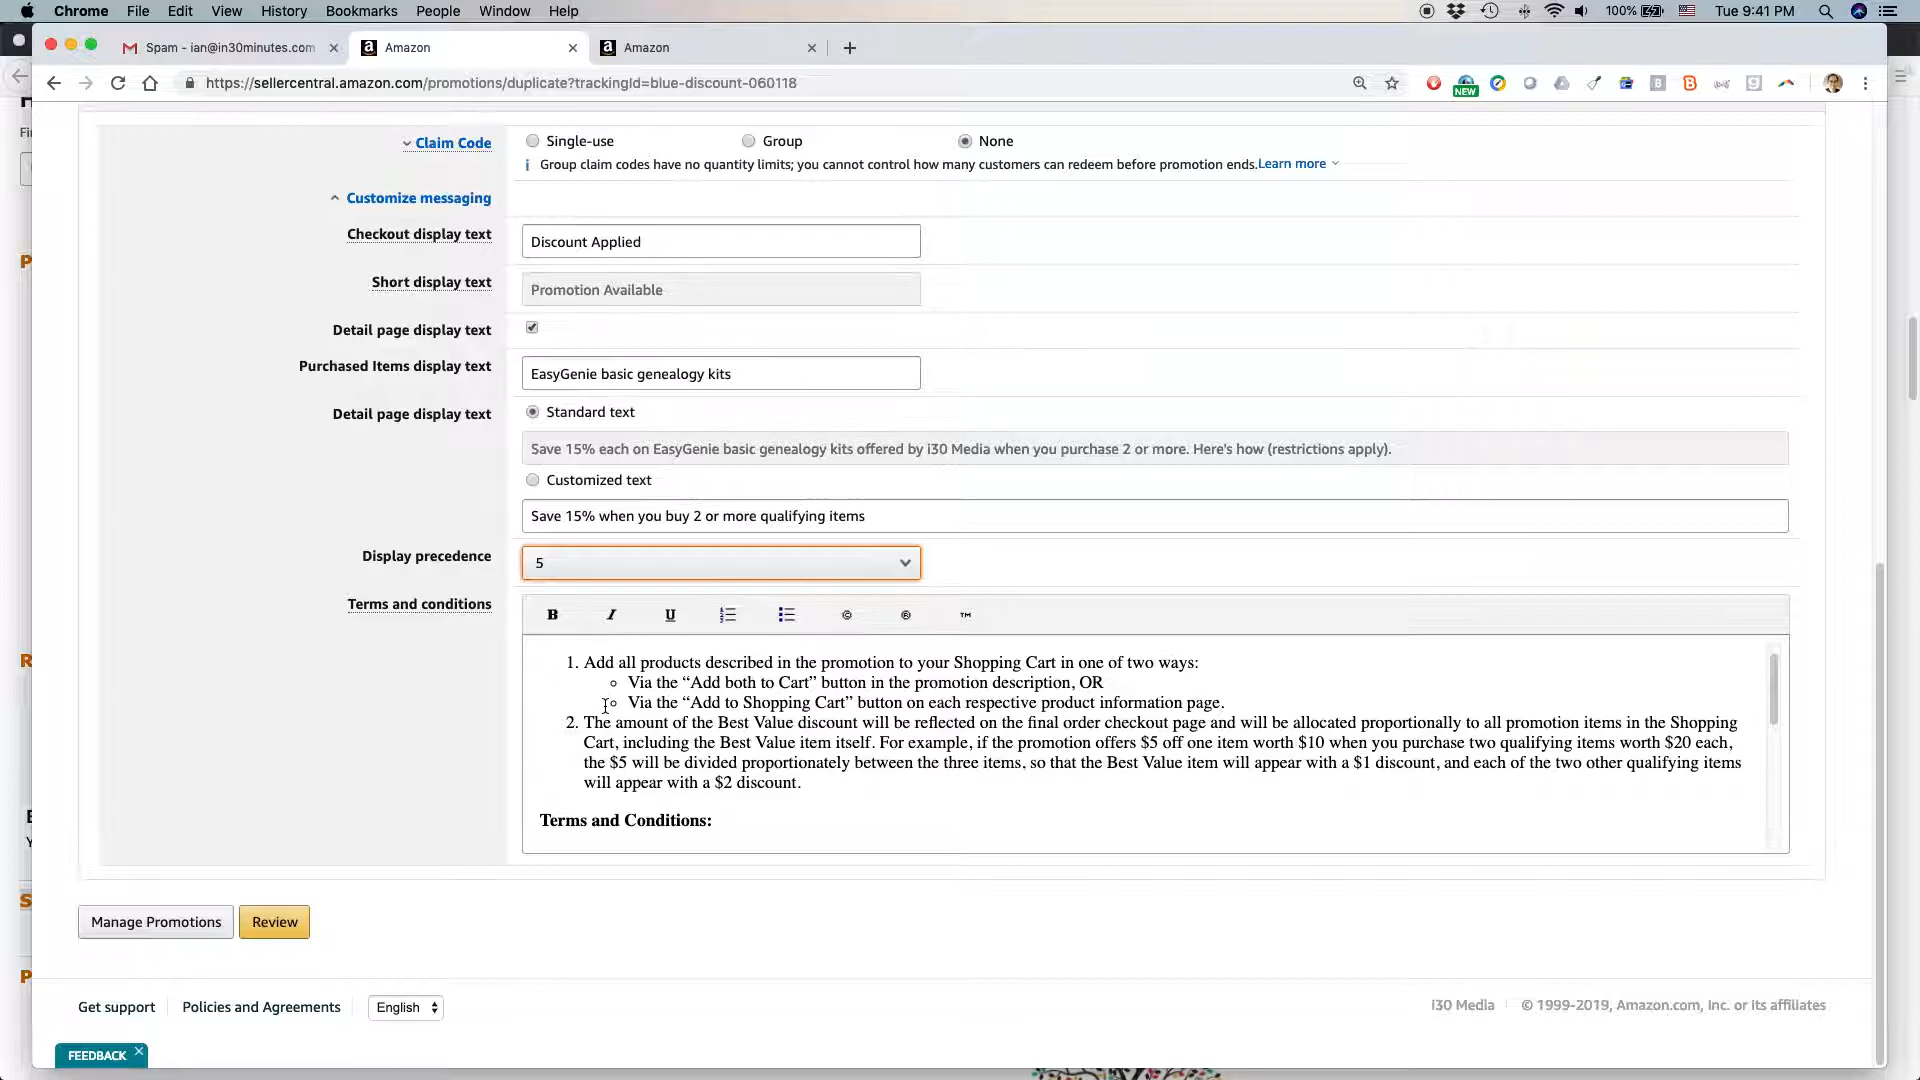 Chrome File Edit View History Bookmarks People Window Help 100% Tue 9:41 PM
Spam - ian@in30minutes.com Amazon Amazon
https://sellercentral.amazon.com/promotions/duplicate?trackingId=blue-discount-060118
NEW
Claim Code Single-use Group None
Group claim codes have no quantity limits; you cannot control how many customers can redeem before promotion ends.Learn more
Customize messaging
Checkout display text Discount Applied
Short display text Promotion Available
Detail page display text
Purchased Items display text EasyGenie basic genealogy kits
Detail page display text Standard text
Save 15% each on EasyGenie basic genealogy kits offered by i30 Media when you purchase 2 or more. Here's how (restrictions apply).
Customized text
Save 15% when you buy 2 or more qualifying items
Display precedence 5
Terms and conditions B I U © ® ™
1. Add all products described in the promotion to your Shopping Cart in one of two ways:
Via the “Add both to Cart” button in the promotion description, OR
Via the “Add to Shopping Cart” button on each respective product information page.
2. The amount of the Best Value discount will be reflected on the final order checkout page and will be allocated proportionally to all promotion items in the Shopping
Cart, including the Best Value item itself. For example, if the promotion offers $5 off one item worth $10 when you purchase two qualifying items worth $20 each,
the $5 will be divided proportionately between the three items, so that the Best Value item will appear with a $1 discount, and each of the two other qualifying items
will appear with a $2 discount.
Terms and Conditions:
Manage Promotions Review
Get support Policies and Agreements English i30 Media © 1999-2019, Amazon.com, Inc. or its affiliates
FEEDBACK